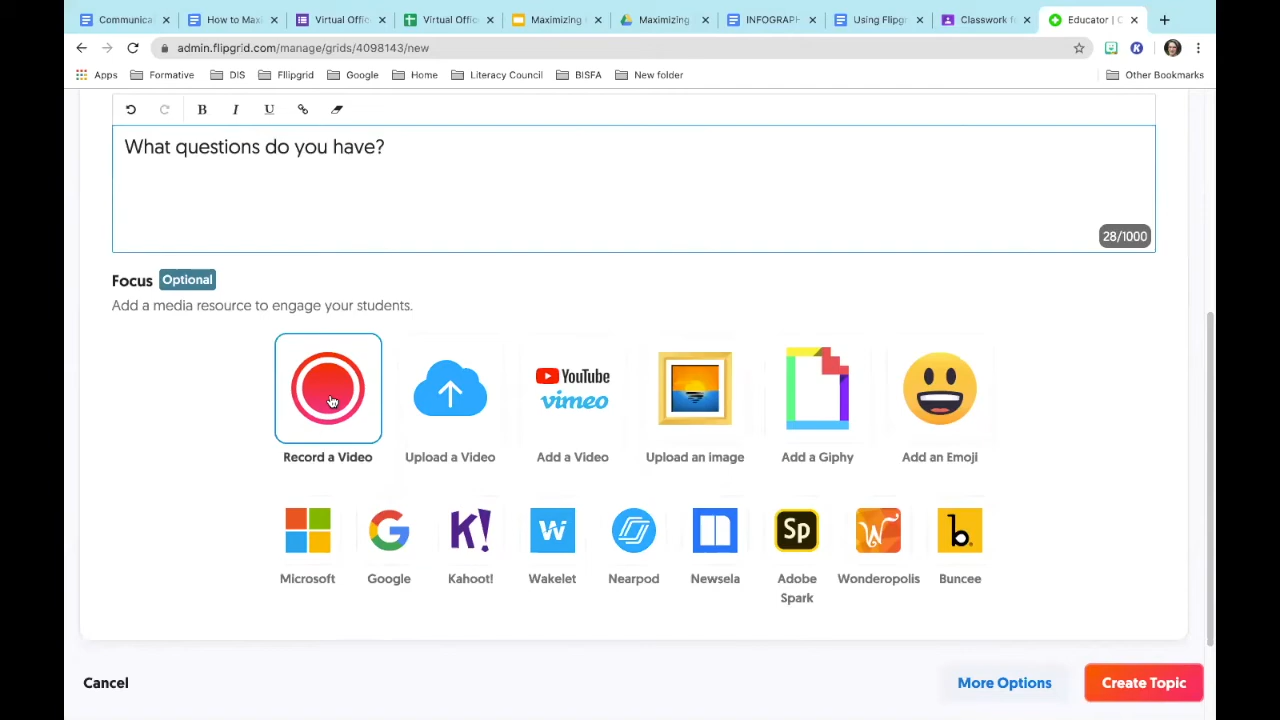 Communica
How to Maxi
Virtual Offic
Virtual Offic
Maximizing
Maximizing
INFOGRAPH
Using Flipgr
Classwork fo
Educator | C
admin.flipgrid.com/manage/grids/4098143/new
Apps
Formative
DIS
Flipgrid
Google
Home
Literacy Council
BISFA
New folder
Other Bookmarks
B I U
What questions do you have?
28/1000
Focus Optional
Add a media resource to engage your students.
YouTube
vimeo
Record a Video
Upload a Video
Add a Video
Upload an image
Add a Giphy
Add an Emoji
K!
W
Sp
W
b.
Microsoft
Google
Kahoot!
Wakelet
Nearpod
Newsela
Adobe
Spark
Wonderopolis
Buncee
Cancel
More Options
Create Topic